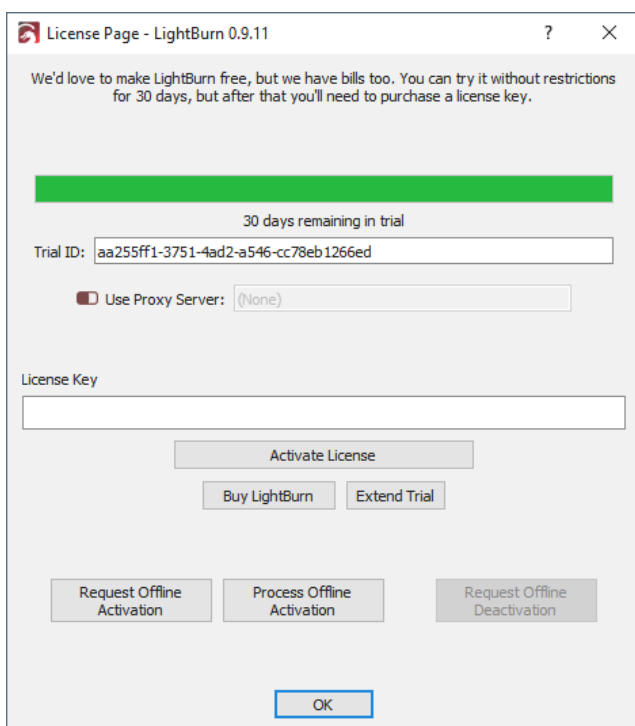 License Page - LightBurn 0.9.11
?
We'd love to make LightBurn free, but we have bills too. You can try it without restrictions
for 30 days, but after that you'll need to purchase a license key.
30 days remaining in trial
Trial ID: aa255ff1-3751-4ad2-a546-cc78eb1266ed
Use Proxy Server: (None)
License Key
Activate License
Buy LightBurn Extend Trial
Request Offline Process Offline Request Offline
Activation Activation Deactivation
OK